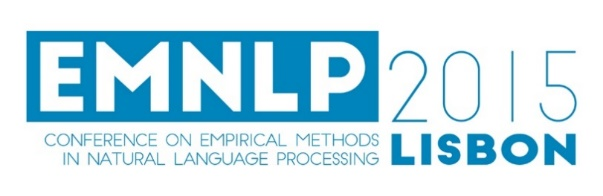 EMNLP 2015
CONFERENCE ON EMPIRICAL METHODS
IN NATURAL LANGUAGE PROCESSING
LISBON